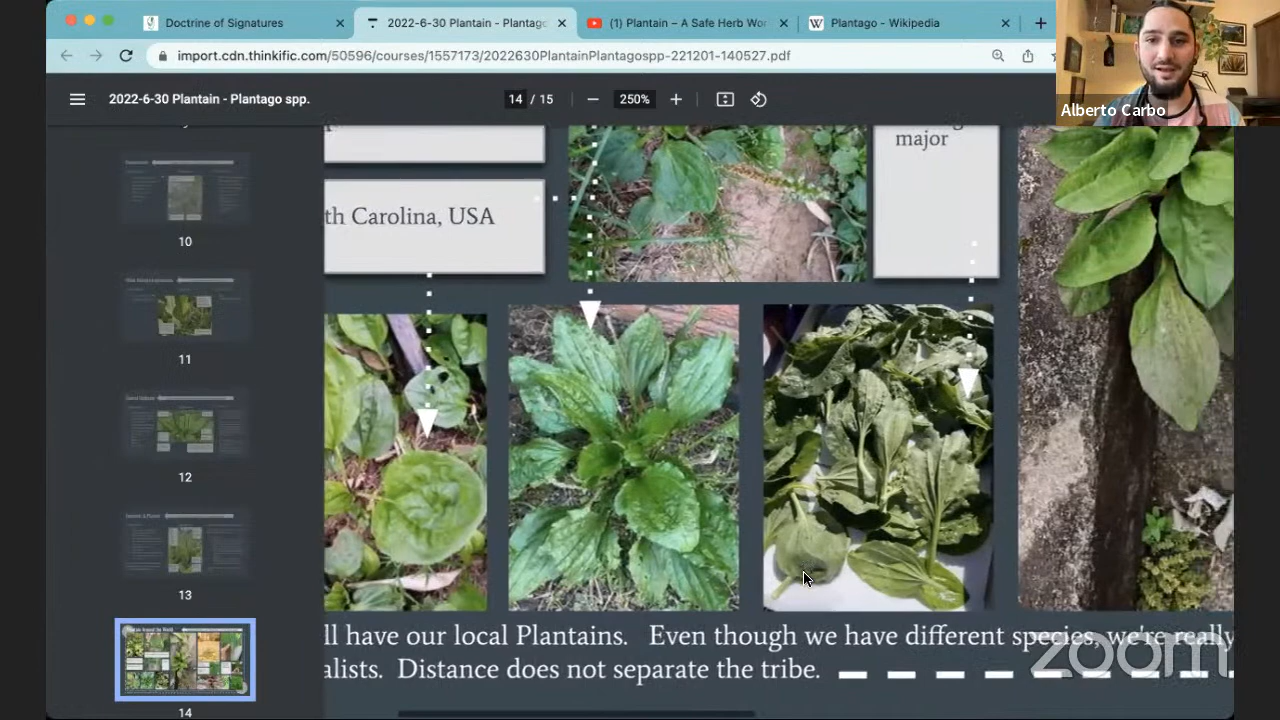 Doctrine of Signatures
2022-6-30 Plantain - Plantago
(1) Plantain – A Safe Herb Wor
Plantago - Wikipedia
import.cdn.thinkific.com/50596/courses/1557173/2022630PlantainPlantagospp-221201-140527.pdf
2022-6-30 Plantain - Plantago spp.
14 / 15
250%
Alberto Carbo
major
th Carolina, USA
10
11
12
13
14
ll have our local Plantains. Even though we have different species, we're really
alists. Distance does not separate the tribe.
zoom